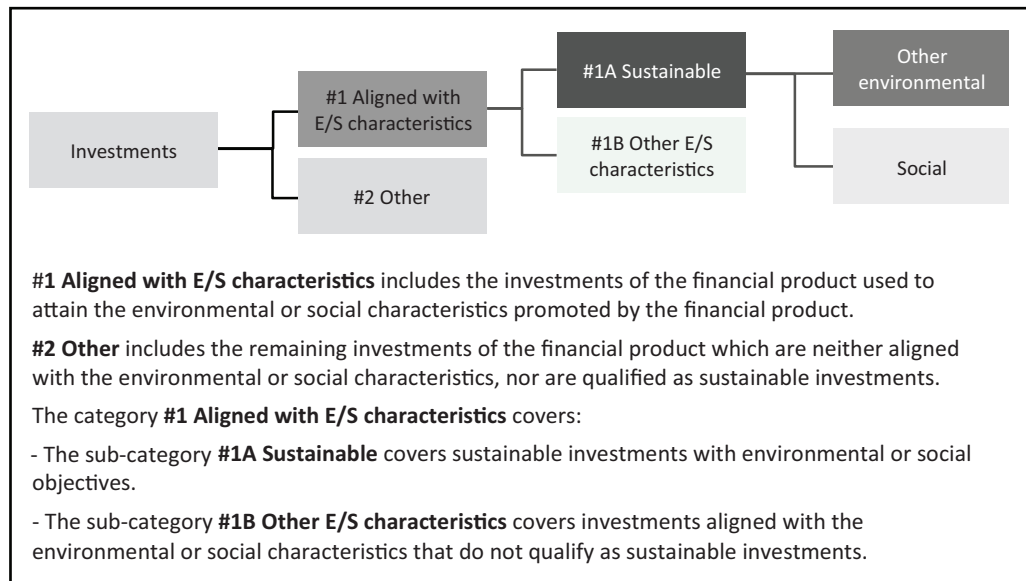 Investments
#1 Aligned with
E/S characteristics
#2 Other
#1A Sustainable
#1B Other E/S
characteristics
Other
environmental
Social
#1 Aligned with E/S characteristics includes the investments of the financial product used to
attain the environmental or social characteristics promoted by the financial product.
#2 Other includes the remaining investments of the financial product which are neither aligned
with the environmental or social characteristics, nor are qualified as sustainable investments.
The category #1 Aligned with E/S characteristics covers:
- The sub-category #1A Sustainable covers sustainable investments with environmental or social
objectives.
- The sub-category #1B Other E/S characteristics covers investments aligned with the
environmental or social characteristics that do not qualify as sustainable investments.